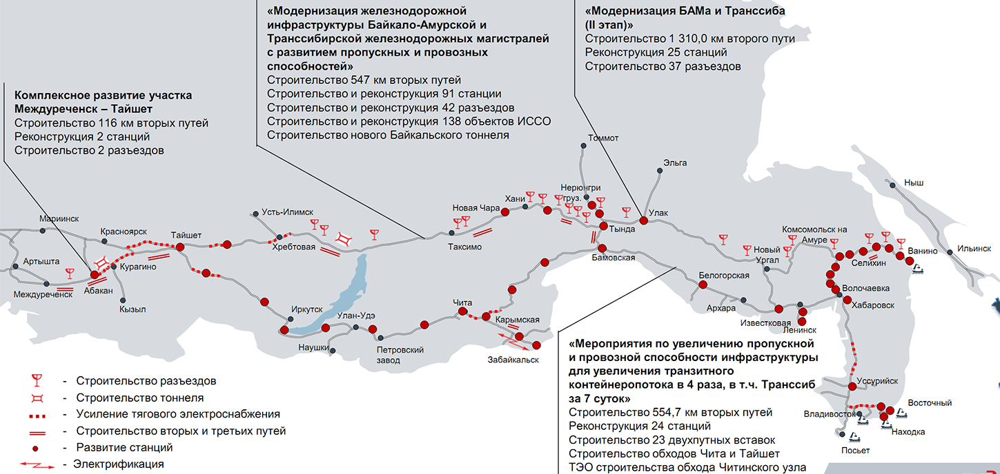 «Модернизация железнодорожной
инфраструктуры Байкало-Амурской и
Транссибирской железнодорожных магистралей
с развитием пропускных и провозных
способностей»
Строительство 547 км вторых путей
Строительство и реконструкция 91 станции
Строительство и реконструкция 42 разъездов
Строительство и реконструкция 138 объектов ИССО
Строительство нового Байкальского тоннеля
«Модернизация БАМа и Транссиба
(II этап)»
Строительство 1 310,0 км второго пути
Реконструкция 25 станций
Строительство 37 разъездов
Комплексное развитие участка
Междуреченск – Тайшет
Строительство 116 км вторых путей
Реконструкция 2 станций
Строительство 2 разъездов
Томмот
Эльга
Ныш
Нерюнгри
груз.
Хани
Новая Чара
Усть-Илимск
Улак
Мариинск
Красноярск
Тайшет
Хребтовая
Таксимо
Тында
Комсомольск на
Амуре
Ванино
Ильинск
Артышта
Курагино
Бамовская
Новый
Ургал
Селихин
Междуреченск
Абакан
Белогорская
Волочаевка
Кызыл
Иркутск
Улан-Удэ
Чита
Карымская
Архара
Известковая
Ленинск
Хабаровск
Наушки
Петровский
завод
Забайкальск
«Мероприятия по увеличению пропускной
и провозной способности инфраструктуры
для увеличения транзитного
контейнеропотока в 4 раза, в т.ч. Транссиб
за 7 суток»
Строительство 554,7 км вторых путей
Реконструкция 24 станций
Строительство 23 двухпутных вставок
Строительство обходов Чита и Тайшет
ТЭО строительства обхода Читинского узла
Уссурийск
Восточный
Владивосток
Находка
Посьет
- Строительство разъездов
- Строительство тоннеля
- Усиление тягового электроснабжения
- Строительство вторых и третьих путей
- Развитие станций
- Электрификация